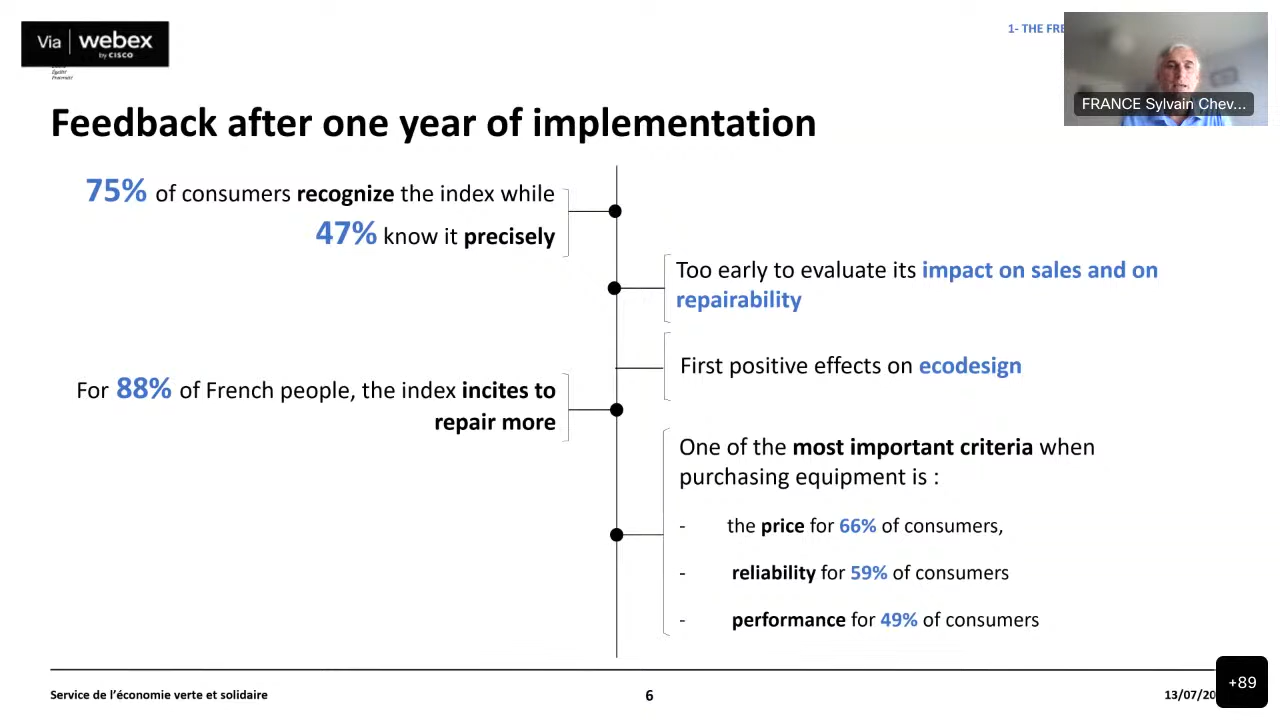 Via webex
by CISCO
1- THE FRE
Égalité
Fraternité
FRANCE Sylvain Chev...
Feedback after one year of implementation
75% of consumers recognize the index while
47% know it precisely
Too early to evaluate its impact on sales and on
repairability
First positive effects on ecodesign
For 88% of French people, the index incites to
repair more
One of the most important criteria when
purchasing equipment is :
- the price for 66% of consumers,
- reliability for 59% of consumers
- performance for 49% of consumers
Service de l’économie verte et solidaire
6
13/07/20
+89